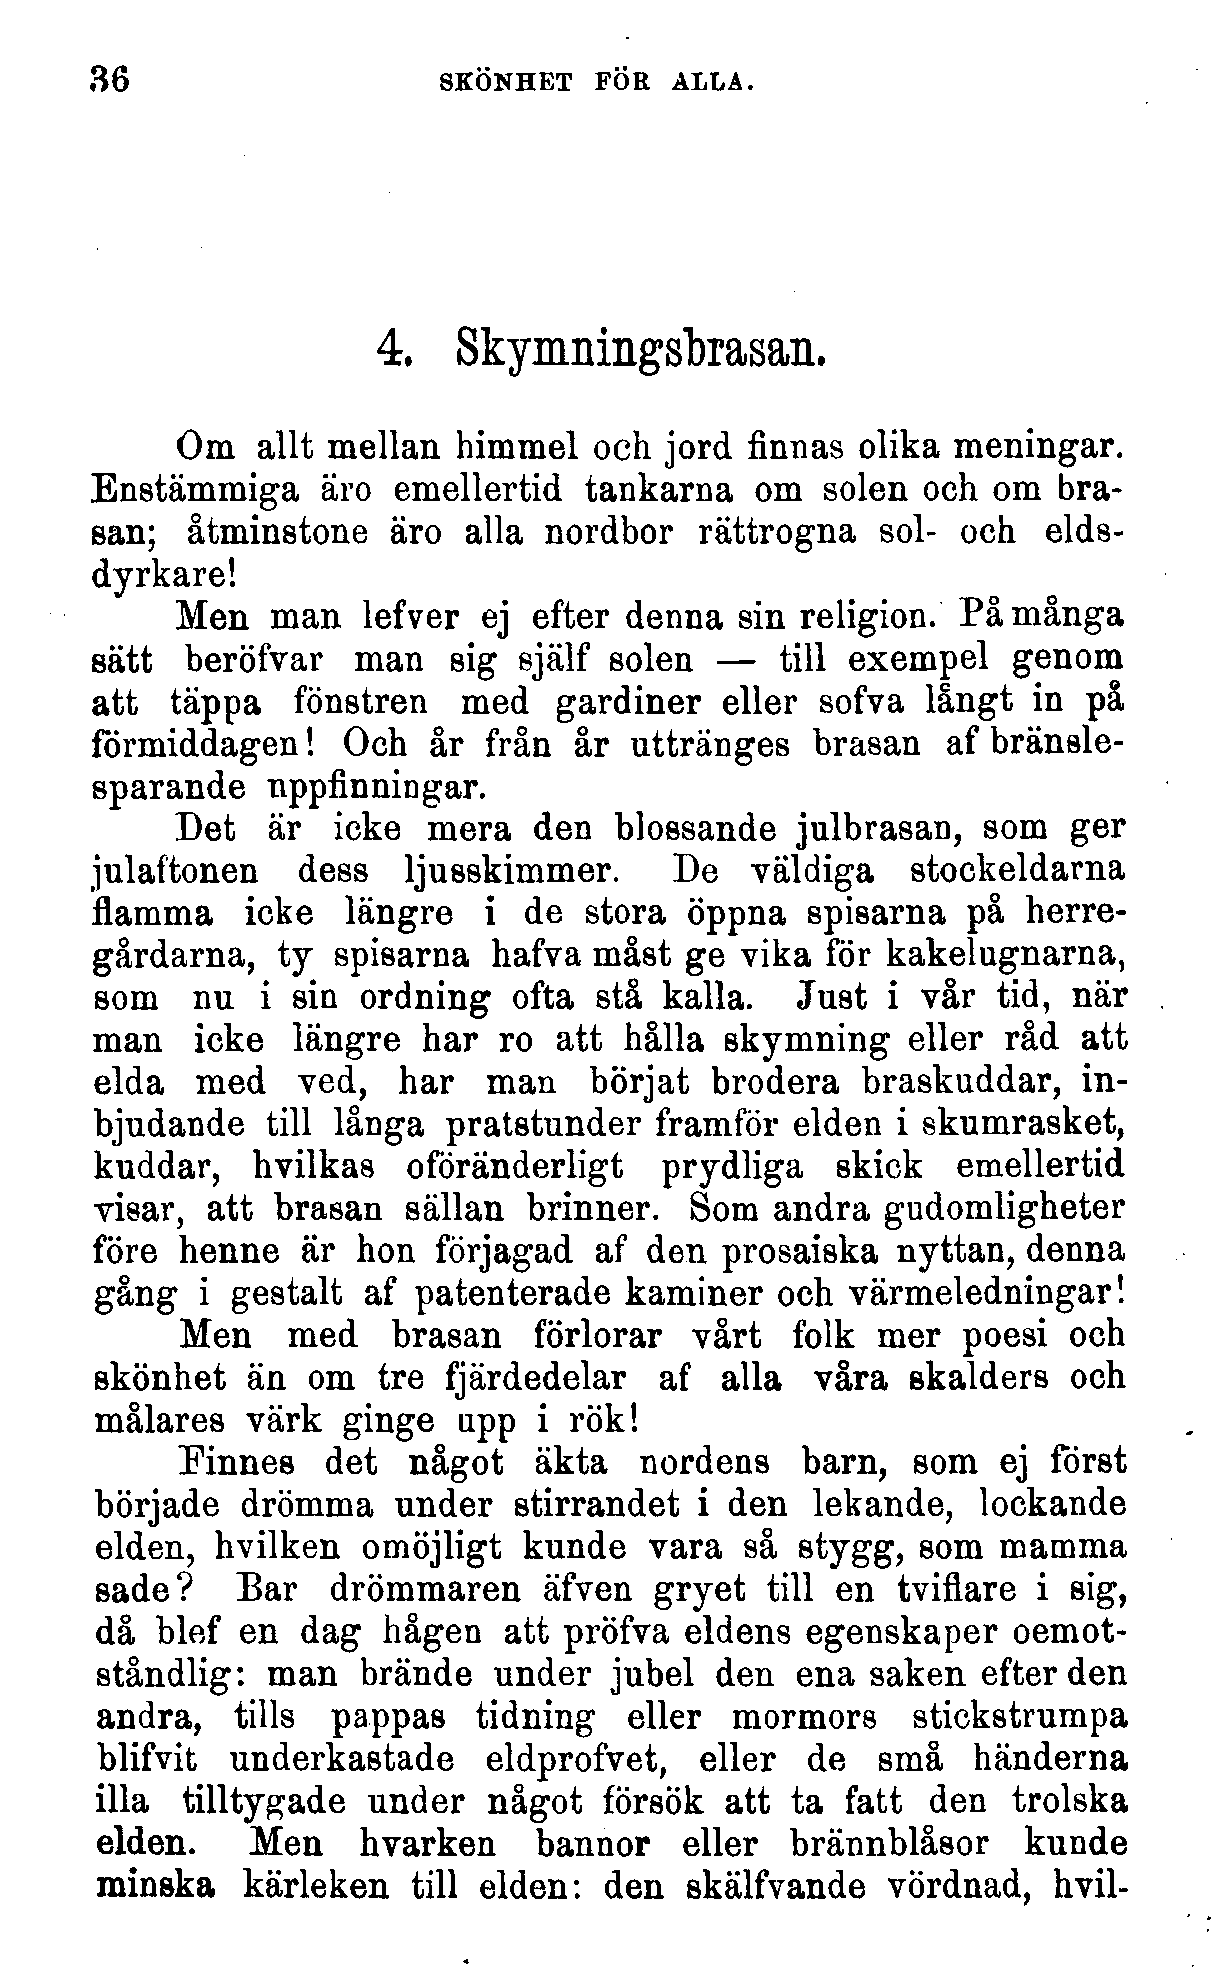 36 SKÖNHET FÖR ALLA.
4. Skymningsbrasan.
Om allt mellan himmel och jord finnas olika meningar.
Enstämmiga äro emellertid tankarna om solen och om bra-
san; åtminstone äro alla nordbor rättrogna sol- och elds-
dyrkare!
Men man lefver ej efter denna sin religion. På många
sätt beröfvar man sig själf solen — till exempel genom
att täppa fönstren med gardiner eller sofva långt in på
förmiddagen! Och år från år uttränges brasan af bränsle-
sparande uppfinningar.
Det är icke mera den blossande julbrasan, som ger
julaftonen dess ljusskimmer. De väldiga stockeldarna
flamma icke längre i de stora öppna spisarna på herre-
gårdarna, ty spisarna hafva måst ge vika för kakelugnarna,
som nu i sin ordning ofta stå kalla. Just i vår tid, när
man icke längre har ro att hålla skymning eller råd att
elda med ved, har man börjat brodera braskuddar, in-
bjudande till långa pratstunder framför elden i skumrasket,
kuddar, hvilkas oföränderligt prydliga skick emellertid
visar, att brasan sällan brinner. Som andra gudomligheter
före henne är hon förjagad af den prosaiska nyttan, denna
gång i gestalt af patenterade kaminer och värmeledningar!
Men med brasan förlorar vårt folk mer poesi och
skönhet än om tre fjärdedelar af alla våra skalders och
målares värk ginge upp i rök!
Finnes det något äkta nordens barn, som ej först
började drömma under stirrandet i den lekande, lockande
elden, hvilken omöjligt kunde vara så stygg, som mamma
sade? Bar drömmaren äfven gryet till en tviflare i sig,
då blef en dag hågen att pröfva eldens egenskaper oemot-
ståndlig: man brände under jubel den ena saken efter den
andra, tills pappas tidning eller mormors stickstrumpa
blifvit underkastade eldprofvet, eller de små händerna
illa tilltygade under något försök att ta fatt den trolska
elden. Men hvarken bannor eller brännblåsor kunde
minska kärleken till elden: den skälfvande vördnad, hvil-